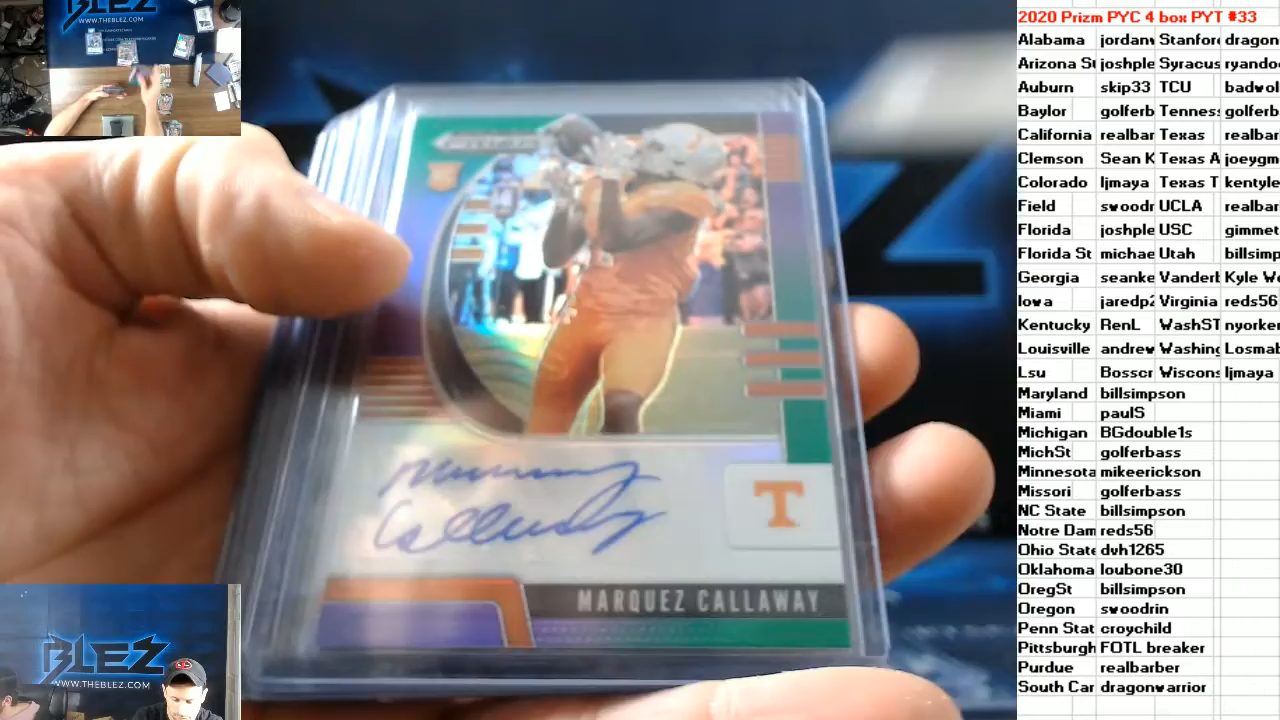 BLEZ
WWW.THEBLEZ.COM
PRIZM
T
MARQUEZ CALLAWAY
BLEZ
WWW.THEBLEZ.COM
2020 Prizm PYC 4 box PYT #33
Alabama jordanw Stanford dragon
Arizona St joshple Syracus ryando
Auburn skip33 TCU badwol
Baylor golferb Tennes golferb
California realbar Texas realbar
Clemson Sean K Texas A joeygm
Colorado ljmaya Texas T kentyle
Field swoodr UCLA realbar
Florida joshple USC gimmet
Florida St michae Utah billsimp
Georgia seanke Vanderl Kyle W
Iowa jaredp2 Virginia reds56
Kentucky RenL WashST nyorker
Louisville andrew Washing Losmab
Lsu Bosscr Wiscons ljmaya
Maryland billsimpson
Miami paulS
Michigan BGdouble1s
MichSt golferbass
Minnesota mikeerickson
Missori golferbass
NC State billsimpson
Notre Dam reds56
Ohio State dvh1265
Oklahoma loubone30
OregSt billsimpson
Oregon swoodrin
Penn Stat croychild
Pittsburgh FOTL breaker
Purdue realbarber
South Car dragonwarrior